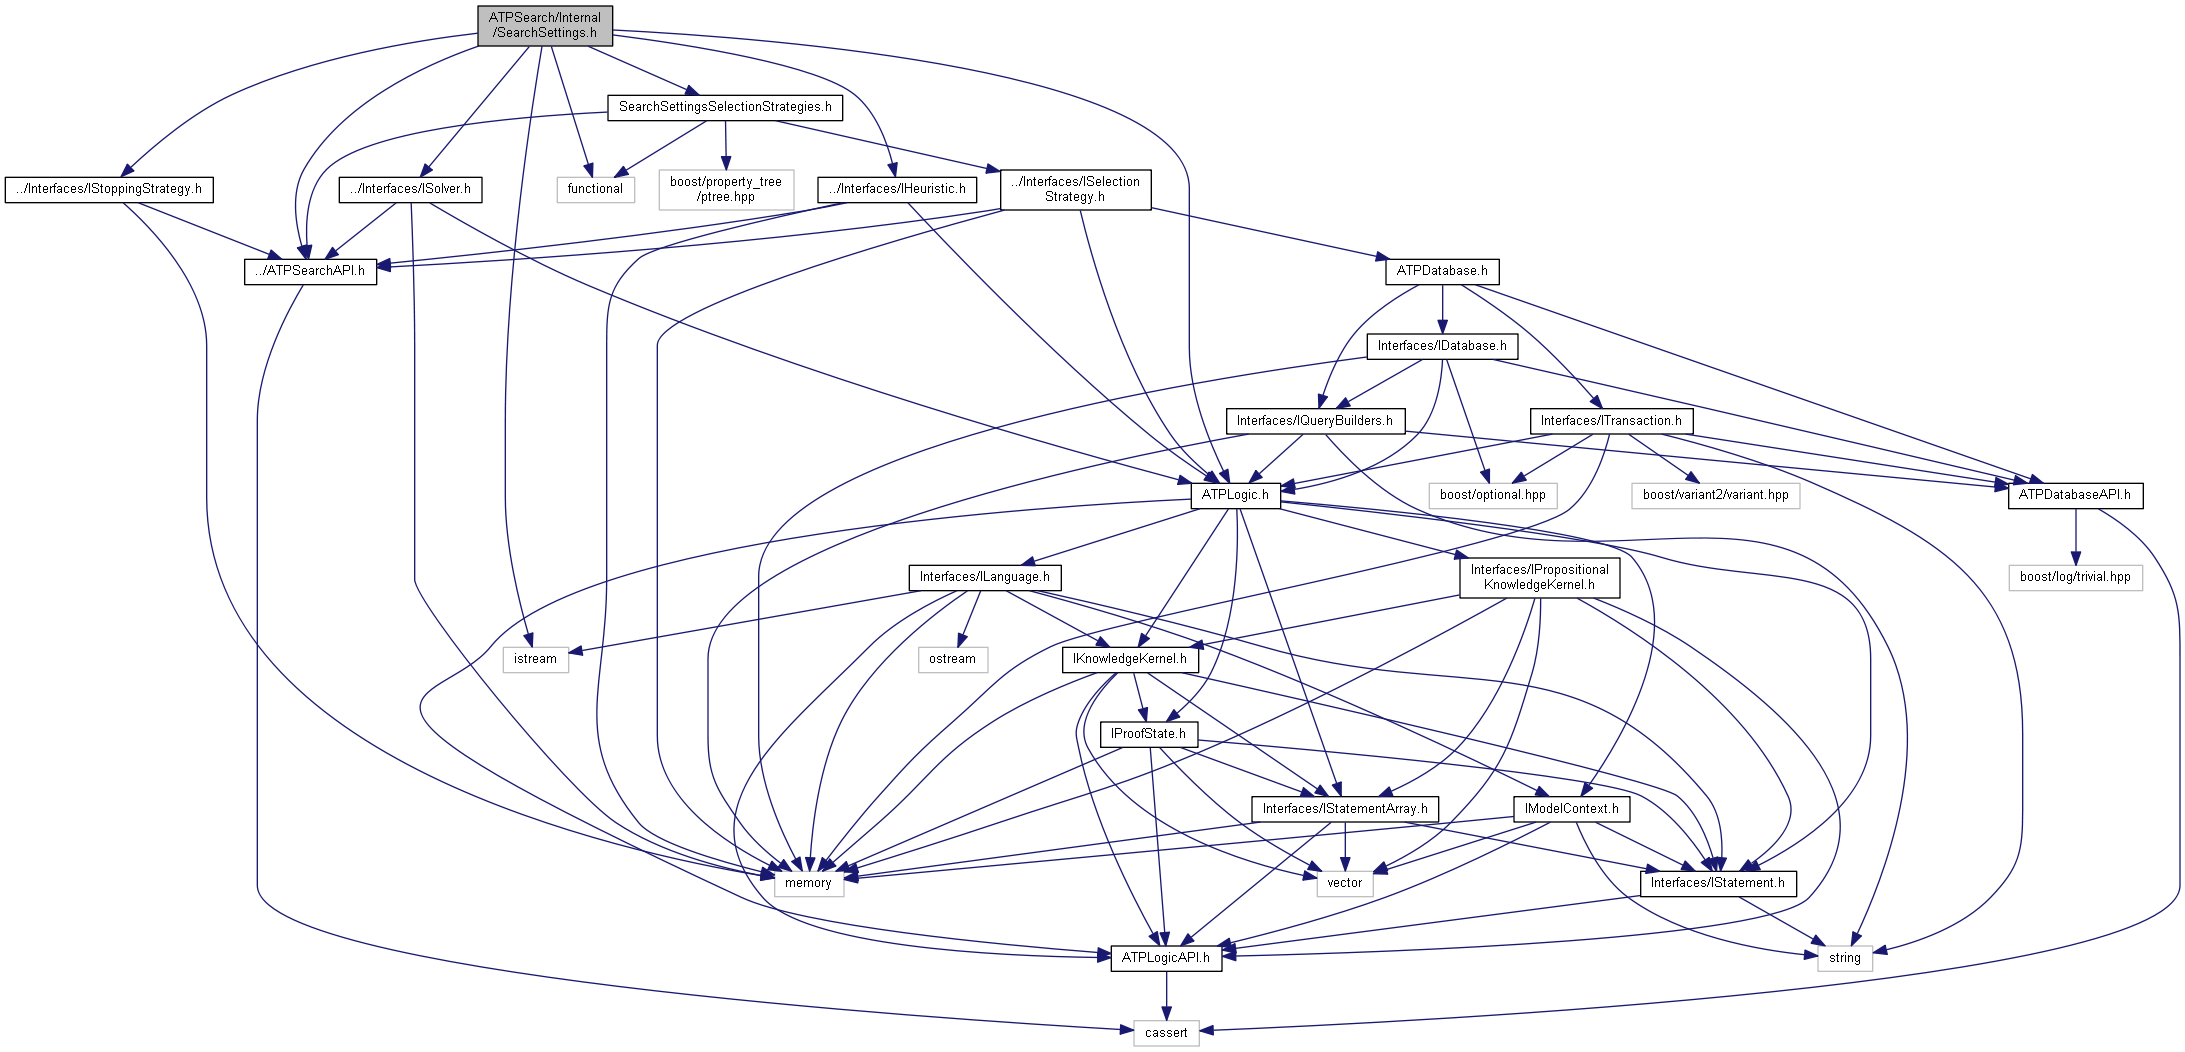 ATPSearch/Internal
/SearchSettings.h
SearchSettingsSelectionStrategies.h
../Interfaces/IStoppingStrategy.h
../Interfaces/ISolver.h
functional
boost/property_tree
/ptree.hpp
../Interfaces/IHeuristic.h
../Interfaces/ISelection
Strategy.h
../ATPSearchAPI.h
ATPDatabase.h
Interfaces/IDatabase.h
Interfaces/IQueryBuilders.h
Interfaces/ITransaction.h
ATPLogic.h
boost/optional.hpp
boost/variant2/variant.hpp
ATPDatabaseAPI.h
Interfaces/ILanguage.h
Interfaces/IPropositional
KnowledgeKernel.h
boost/log/trivial.hpp
istream
ostream
IKnowledgeKernel.h
IProofState.h
Interfaces/IStatementArray.h
IModelContext.h
memory
vector
Interfaces/IStatement.h
ATPLogicAPI.h
string
cassert